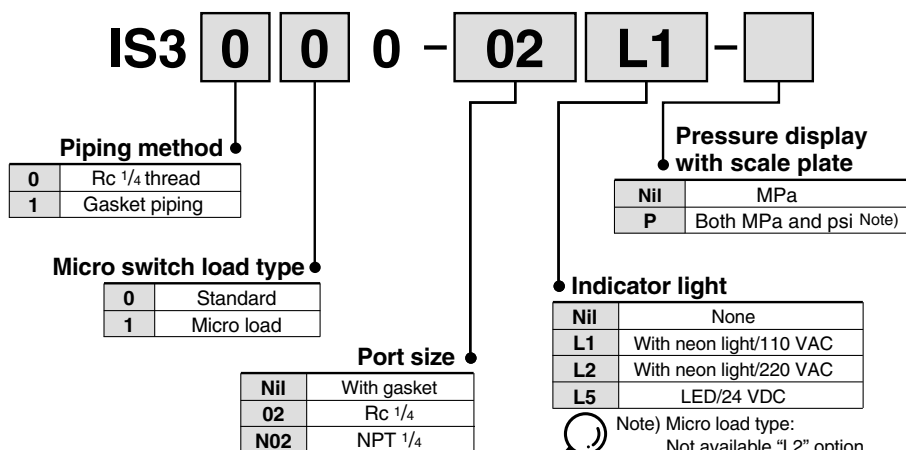 IS3 0 0 0 – 02 L1 –
Piping method
0 Rc 1/4 thread
1 Gasket piping
Micro switch load type
0 Standard
1 Micro load
Port size
Nil With gasket
02 Rc 1/4
N02 NPT 1/4
Pressure display
with scale plate
Nil MPa
P Both MPa and psi Note)
Indicator light
Nil None
L1 With neon light/110 VAC
L2 With neon light/220 VAC
L5 LED/24 VDC
Note) Micro load type:
Not available “L2” option